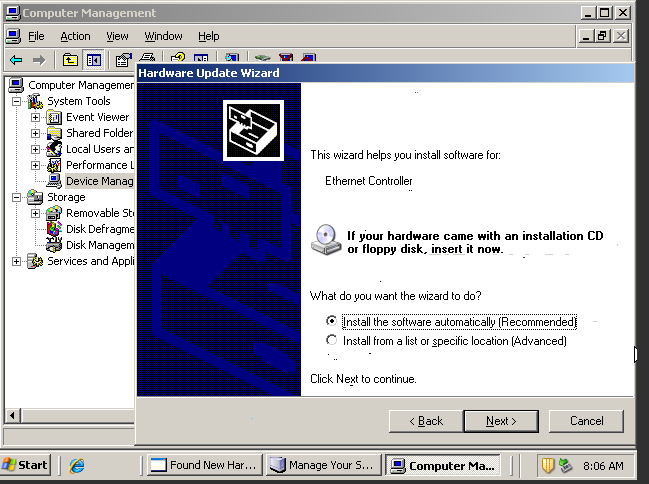 Computer Management
File Action View Window Help
Hardware Update Wizard
Computer Managemer
System Tools
Event Viewer
Shared Folder
Local Users ar
Performance L
Device Manag
Storage
Removable St
Disk Defragme
Disk Managem
Services and Appli
This wizard helps you install software for:
Ethernet Controller
If your hardware came with an installation CD
or floppy disk, insert it now.
What do you want the wizard to do?
Install the software automatically (Recommended)
Install from a list or specific location (Advanced)
Click Next to continue.
< Back Next > Cancel
Start Found New Har... Manage Your S... Computer Ma... 8:06 AM